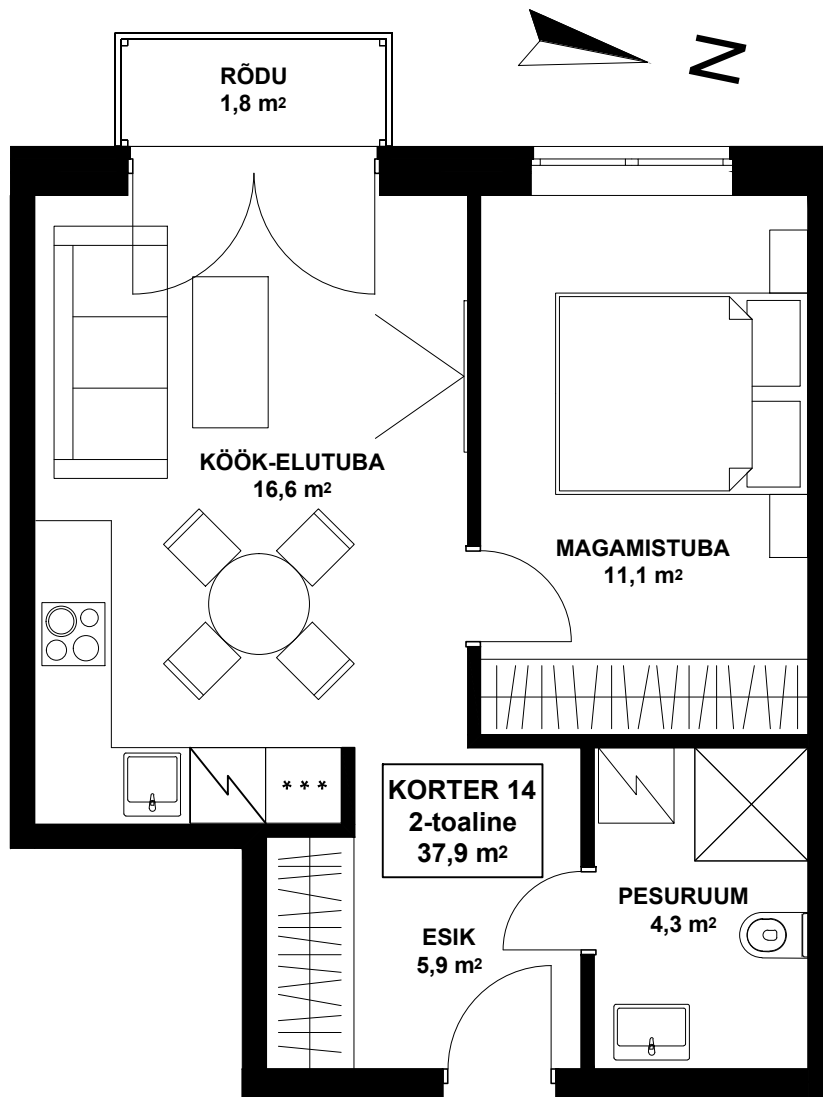 N
RÕDU
1,8 m²
KÖÖK-ELUTUBA
16,6 m²
MAGAMISTUBA
11,1 m²
***
KORTER 14
2-toaline
37,9 m²
PESURUUM
4,3 m²
ESIK
5,9 m²